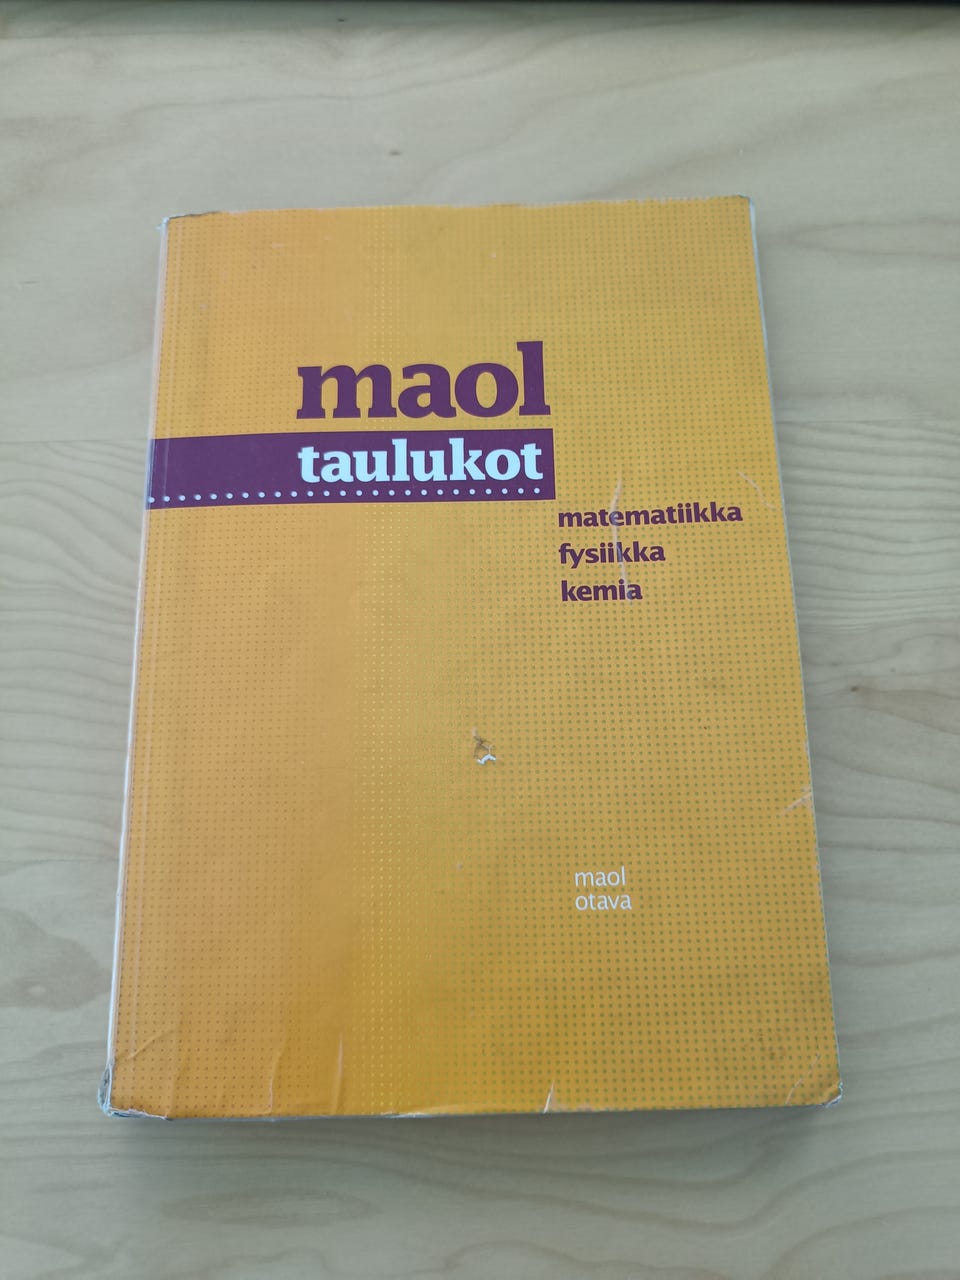 maol
taulukot
matematiikka
fysiikka
kemia
maol
otava